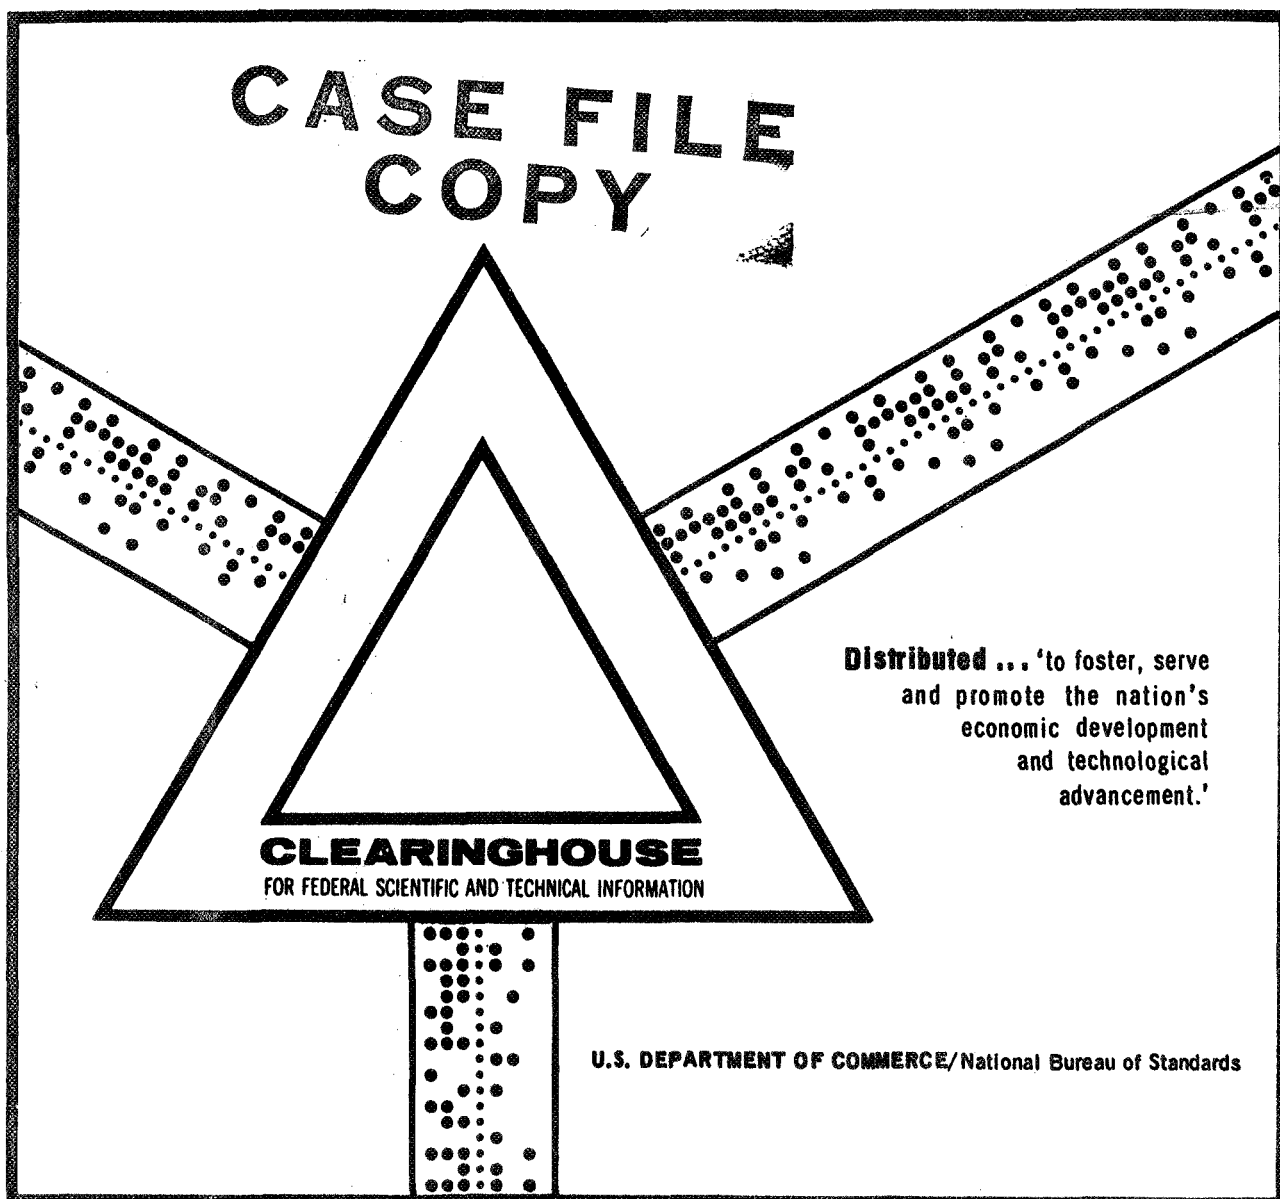 CASE FILE
COPY
Distributed ... 'to foster, serve
and promote the nation's
economic development
and technological
advancement.'
CLEARINGHOUSE
FOR FEDERAL SCIENTIFIC AND TECHNICAL INFORMATION
U.S. DEPARTMENT OF COMMERCE/National Bureau of Standards